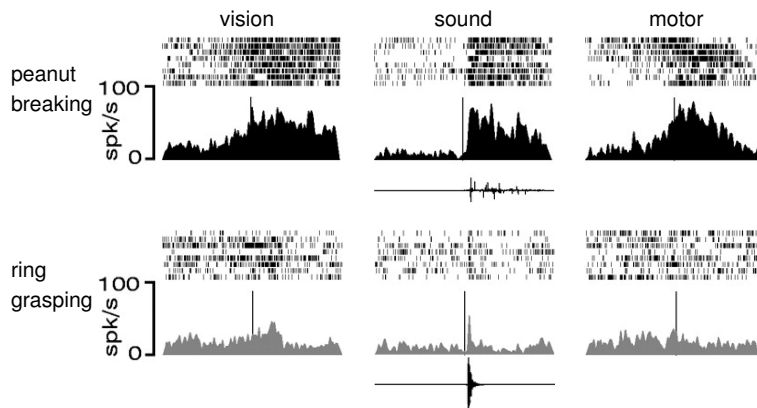 vision sound motor
peanut
breaking
100
spk/s
0
ring
grasping
100
spk/s
0